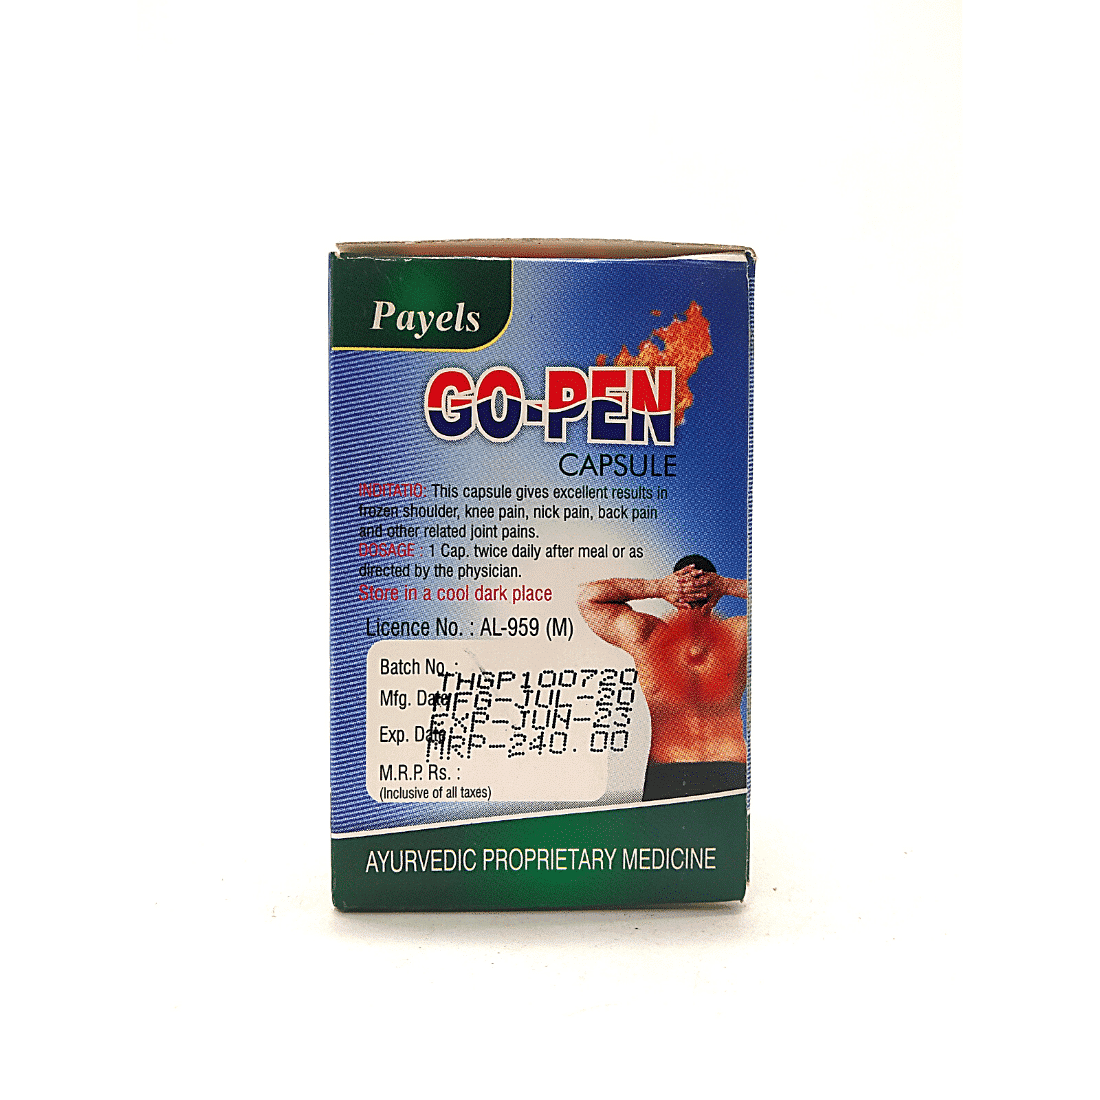 Payels
GO-PEN
CAPSULE
INDITATIO: This capsule gives excellent results in
frozen shoulder, knee pain, nick pain, back pain
and other related joint pains.
DOSAGE : 1 Cap. twice daily after meal or as
directed by the physician.
Store in a cool dark place
Licence No. : AL-959 (M)
Batch No. :
THGP100720
Mfg. Date
MFG-JUL-20
EXP-JUN-23
Exp. Date
MRP-240.00
M.R.P. Rs. :
(Inclusive of all taxes)
AYURVEDIC PROPRIETARY MEDICINE